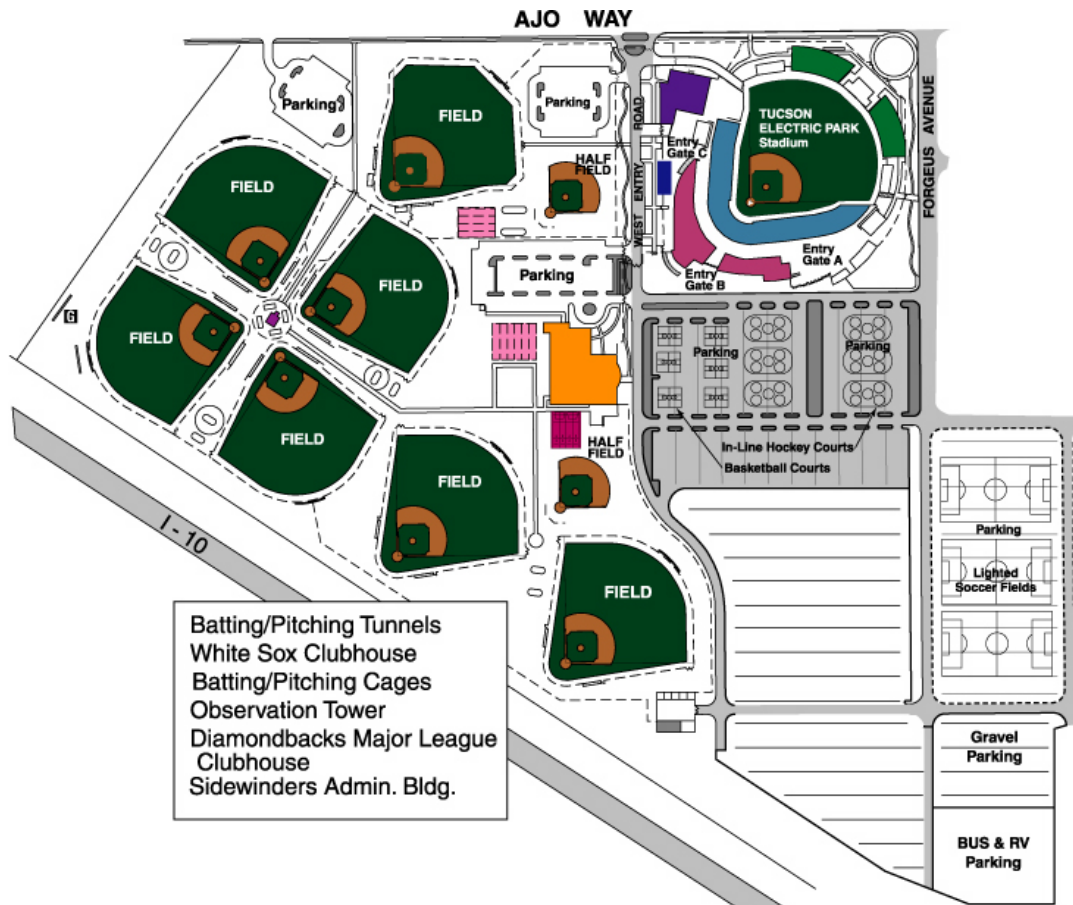 AJO WAY
Parking
FIELD
Parking
HALF
FIELD
WEST ENTRY ROAD
Entry
Gate C
TUCSON
ELECTRIC PARK
Stadium
FORGEUS AVENUE
FIELD
FIELD
FIELD
Parking
Entry
Gate B
Entry
Gate A
6
FIELD
FIELD
Parking
Parking
HALF
FIELD
In-Line Hockey Courts
Basketball Courts
FIELD
I - 10
Parking
Lighted
Soccer Fields
FIELD
Batting/Pitching Tunnels
White Sox Clubhouse
Batting/Pitching Cages
Observation Tower
Diamondbacks Major League
Clubhouse
Sidewinders Admin. Bldg.
Gravel
Parking
BUS & RV
Parking